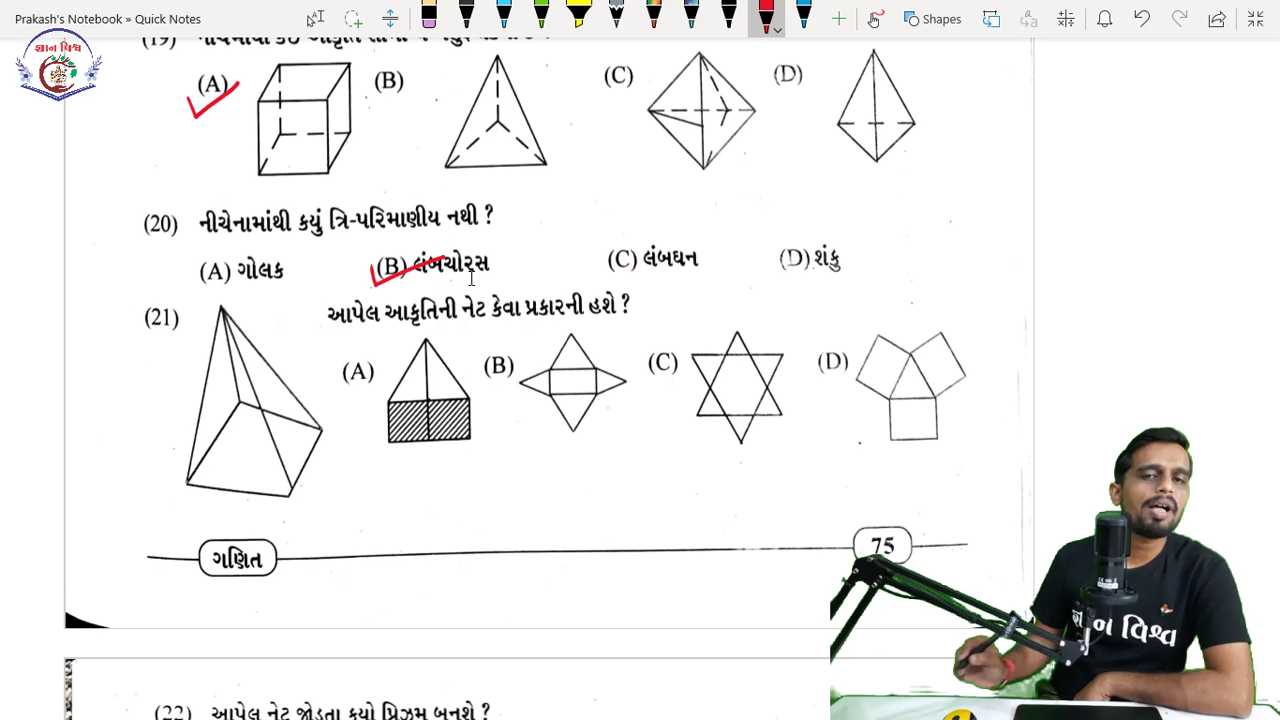 Prakash's Notebook » Quick Notes
Shapes
જ્ઞાન વિશ્વ
(19)
(A) (B) (C) (D)
(20) નીચેનામાંથી કયું ત્રિ-પરિમાણીય નથી ?
(A) ગોલક (B) લંબચોરસ (C) લંબઘન (D) શંકુ
(21) આપેલ આકૃતિની નેટ કેવા પ્રકારની હશે ?
(A) (B) (C) (D)
ગણિત 75
(22) આપેલ નેટ જોડતા કયો પ્રિઝમ બનશે ?
ન વિશ્વ